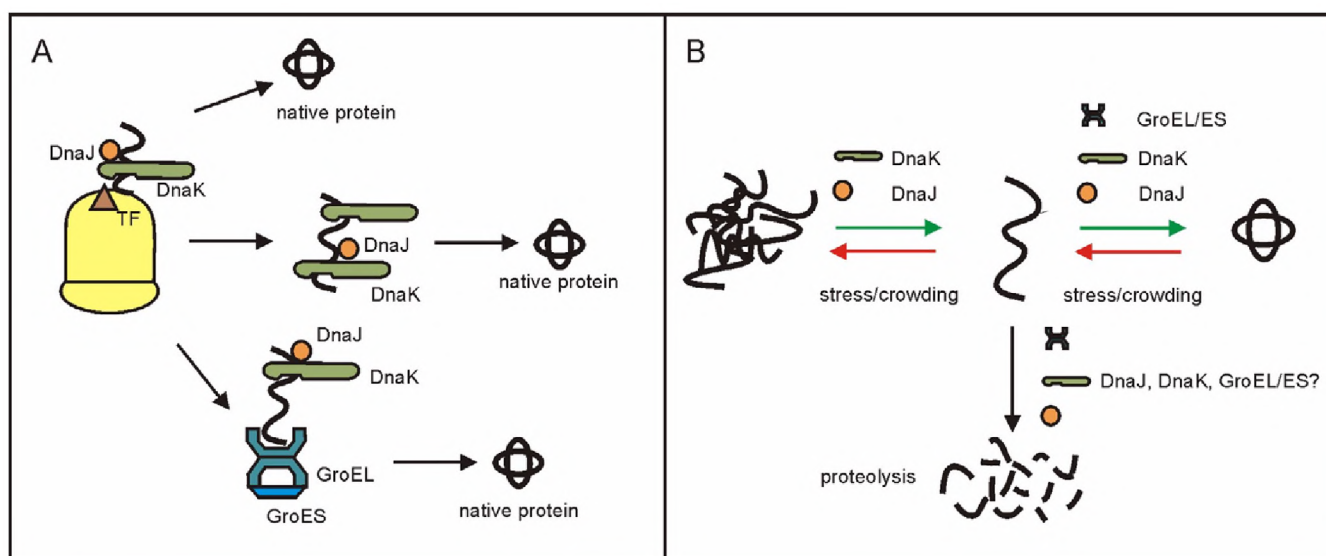 A
native protein
DnaJ
DnaK
TF
DnaJ
DnaK
native protein
DnaJ
DnaK
GroEL
GroES
native protein
B
GroEL/ES
DnaK
DnaK
DnaJ
DnaJ
stress/crowding
stress/crowding
DnaJ, DnaK, GroEL/ES?
proteolysis